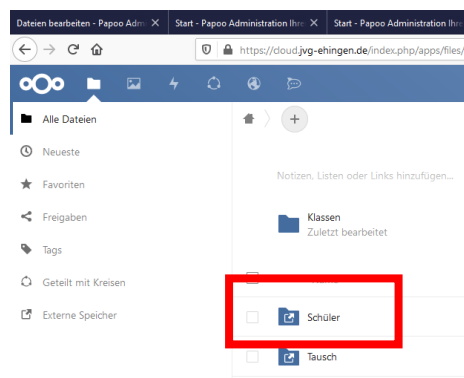 Dateien bearbeiten - Papoo Admi
Start - Papoo Administration Ihre
Start - Papoo Administration Ihre
https://cloud.jvg-ehingen.de/index.php/apps/files/
Alle Dateien
Neueste
Favoriten
Freigaben
Tags
Geteilt mit Kreisen
Externe Speicher
Notizen, Listen oder Links hinzufügen...
Klassen
Zuletzt bearbeitet
Schüler
Tausch